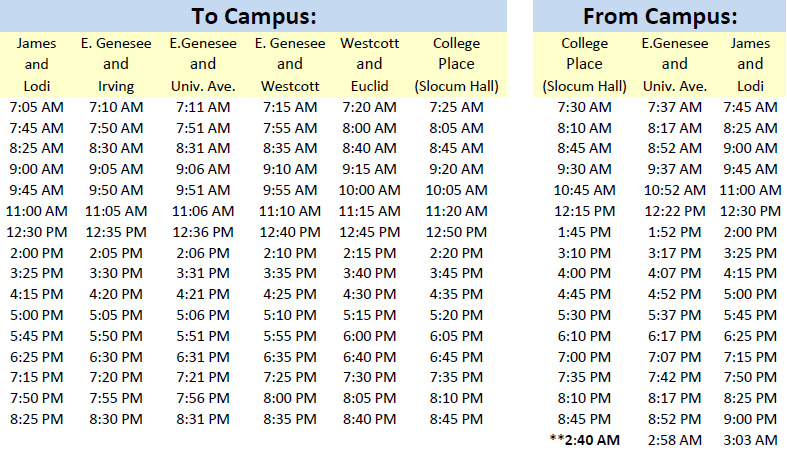 To Campus: From Campus:
James E. Genesee E.Genesee E. Genesee Westcott College College E.Genesee James
and and and and and Place Place and and
Lodi Irving Univ. Ave. Westcott Euclid (Slocum Hall) (Slocum Hall) Univ. Ave. Lodi
7:05 AM 7:10 AM 7:11 AM 7:15 AM 7:20 AM 7:25 AM 7:30 AM 7:37 AM 7:45 AM
7:45 AM 7:50 AM 7:51 AM 7:55 AM 8:00 AM 8:05 AM 8:10 AM 8:17 AM 8:25 AM
8:25 AM 8:30 AM 8:31 AM 8:35 AM 8:40 AM 8:45 AM 8:45 AM 8:52 AM 9:00 AM
9:00 AM 9:05 AM 9:06 AM 9:10 AM 9:15 AM 9:20 AM 9:30 AM 9:37 AM 9:45 AM
9:45 AM 9:50 AM 9:51 AM 9:55 AM 10:00 AM 10:05 AM 10:45 AM 10:52 AM 11:00 AM
11:00 AM 11:05 AM 11:06 AM 11:10 AM 11:15 AM 11:20 AM 12:15 PM 12:22 PM 12:30 PM
12:30 PM 12:35 PM 12:36 PM 12:40 PM 12:45 PM 12:50 PM 1:45 PM 1:52 PM 2:00 PM
2:00 PM 2:05 PM 2:06 PM 2:10 PM 2:15 PM 2:20 PM 3:10 PM 3:17 PM 3:25 PM
3:25 PM 3:30 PM 3:31 PM 3:35 PM 3:40 PM 3:45 PM 4:00 PM 4:07 PM 4:15 PM
4:15 PM 4:20 PM 4:21 PM 4:25 PM 4:30 PM 4:35 PM 4:45 PM 4:52 PM 5:00 PM
5:00 PM 5:05 PM 5:06 PM 5:10 PM 5:15 PM 5:20 PM 5:30 PM 5:37 PM 5:45 PM
5:45 PM 5:50 PM 5:51 PM 5:55 PM 6:00 PM 6:05 PM 6:10 PM 6:17 PM 6:25 PM
6:25 PM 6:30 PM 6:31 PM 6:35 PM 6:40 PM 6:45 PM 7:00 PM 7:07 PM 7:15 PM
7:15 PM 7:20 PM 7:21 PM 7:25 PM 7:30 PM 7:35 PM 7:35 PM 7:42 PM 7:50 PM
7:50 PM 7:55 PM 7:56 PM 8:00 PM 8:05 PM 8:10 PM 8:10 PM 8:17 PM 8:25 PM
8:25 PM 8:30 PM 8:31 PM 8:35 PM 8:40 PM 8:45 PM 8:45 PM 8:52 PM 9:00 PM
**2:40 AM 2:58 AM 3:03 AM